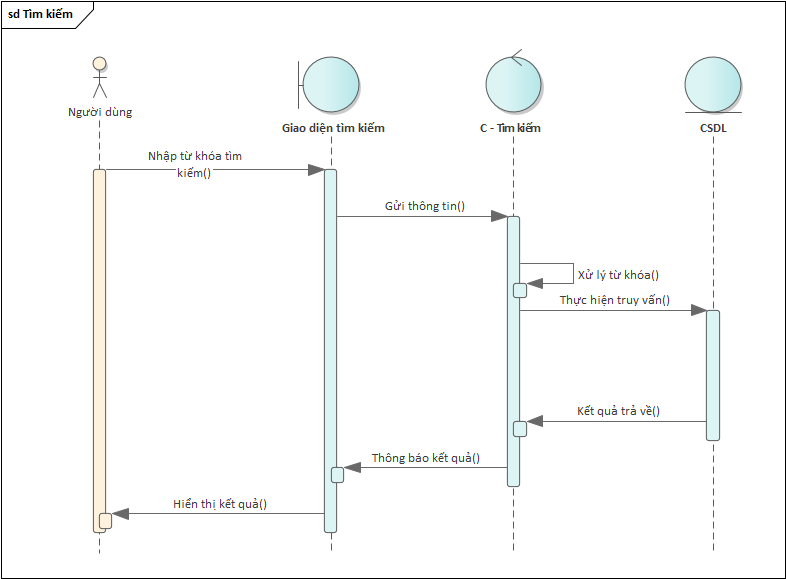 sd Tìm kiếm
Người dùng
Giao diện tìm kiếm
C - Tìm kiếm
CSDL
Nhập từ khóa tìm
kiếm()
Gửi thông tin()
Xử lý từ khóa()
Thực hiện truy vấn()
Kết quả trả về()
Thông báo kết quả()
Hiển thị kết quả()